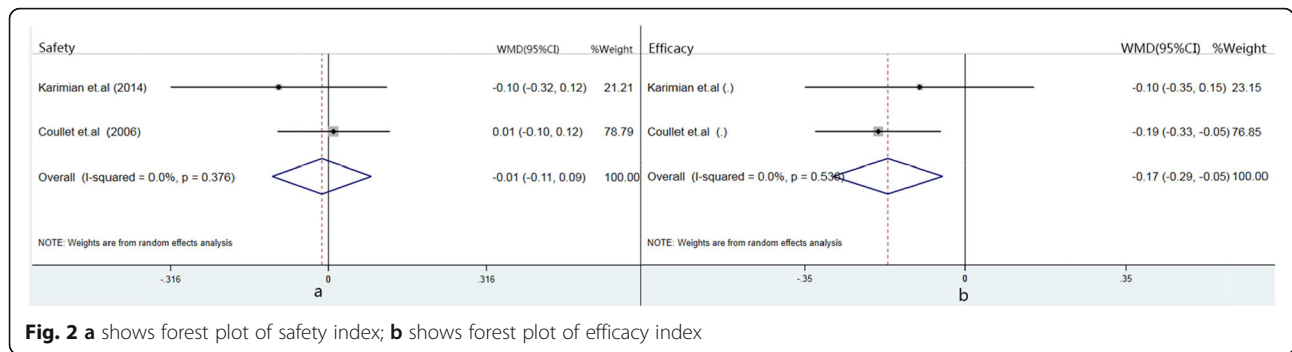 Safety WMD(95%CI) %Weight
Karimian et.al (2014) -0.10 (-0.32, 0.12) 21.21
Coullet et.al (2006) 0.01 (-0.10, 0.12) 78.79
Overall (I-squared = 0.0%, p = 0.376) -0.01 (-0.11, 0.09) 100.00
NOTE: Weights are from random effects analysis
-.316 0 .316
a
Efficacy WMD(95%CI) %Weight
Karimian et.al (.) -0.10 (-0.35, 0.15) 23.15
Coullet et.al (.) -0.19 (-0.33, -0.05) 76.85
Overall (I-squared = 0.0%, p = 0.536) -0.17 (-0.29, -0.05) 100.00
NOTE: Weights are from random effects analysis
-.35 0 .35
b
Fig. 2 a shows forest plot of safety index; b shows forest plot of efficacy index